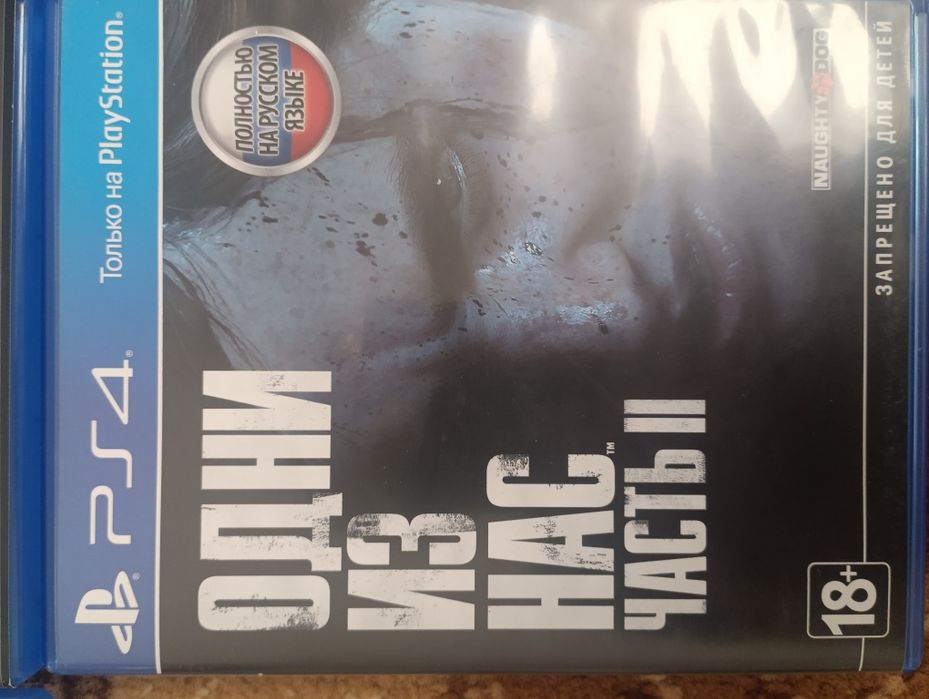 PS4
Только на PlayStation
ПОЛНОСТЬЮ
НА РУССКОМ
ЯЗЫКЕ
ОДНИ
ИЗ
НАС™
ЧАСТЬ II
NAUGHTY DOG
18+
ЗАПРЕЩЕНО ДЛЯ ДЕТЕЙ